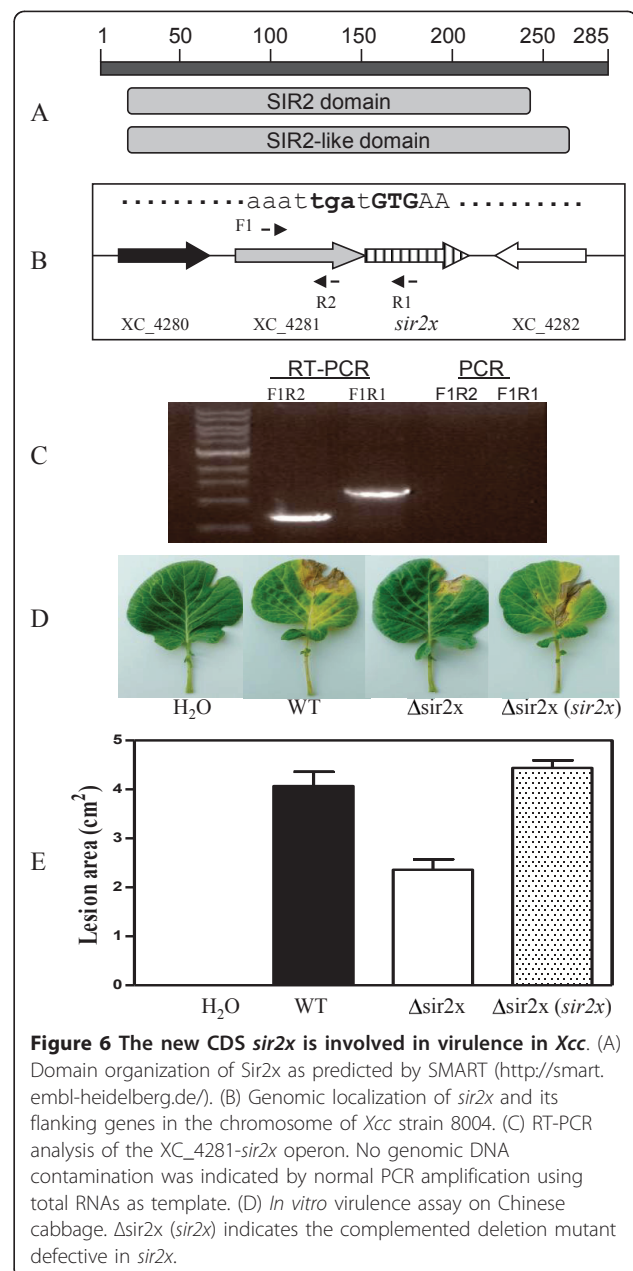 1 50 100 150 200 250 285
SIR2 domain
A
SIR2-like domain
aaattgatGTGAA
F1
B
R2 R1
XC_4280 XC_4281 sir2x XC_4282
RT-PCR PCR
F1R2 F1R1 F1R2 F1R1
C
D
H₂O WT Δsir2x Δsir2x (sir2x)
5
4
3
2
1
0
Lesion area (cm²)
E
H₂O WT Δsir2x Δsir2x (sir2x)
Figure 6 The new CDS sir2x is involved in virulence in Xcc. (A)
Domain organization of Sir2x as predicted by SMART (http://smart.
embl-heidelberg.de/). (B) Genomic localization of sir2x and its
flanking genes in the chromosome of Xcc strain 8004. (C) RT-PCR
analysis of the XC_4281-sir2x operon. No genomic DNA
contamination was indicated by normal PCR amplification using
total RNAs as template. (D) In vitro virulence assay on Chinese
cabbage. Δsir2x (sir2x) indicates the complemented deletion mutant
defective in sir2x.